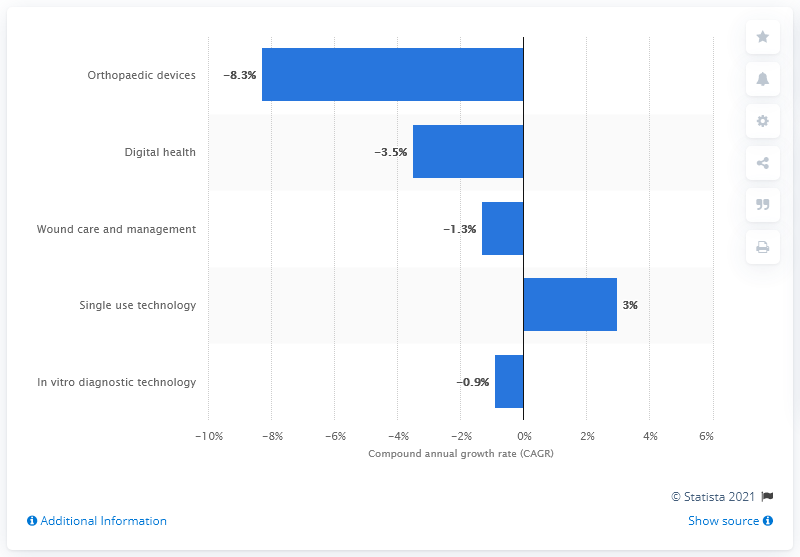 Orthopaedic devices
−8.3%
Digital health
−3.5%
Wound care and management
−1.3%
Single use technology
3%
In vitro diagnostic technology
−0.9%
−10% −8% −6% −4% −2% 0% 2% 4% 6%
Compound annual growth rate (CAGR)
© Statista 2021
Additional Information
Show source